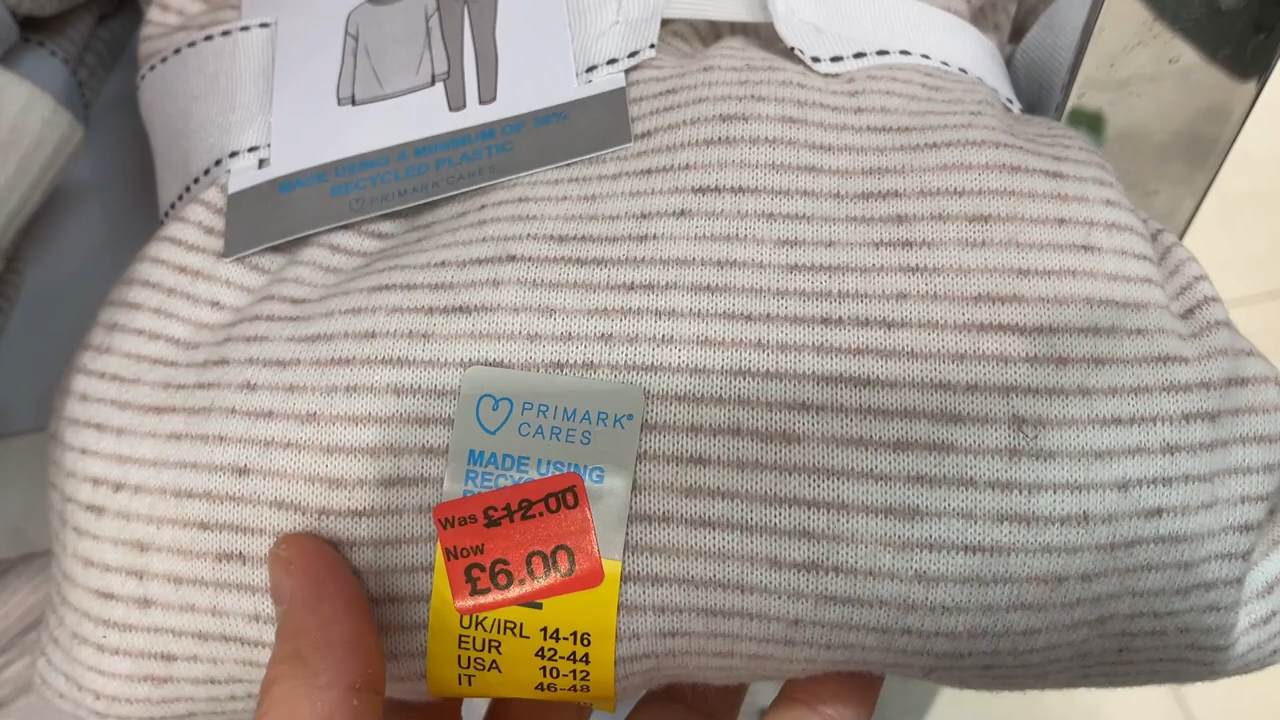 MADE USING A MINIMUM OF 50%
RECYCLED PLASTIC
PRIMARK CARES
PRIMARK®
CARES
MADE USING
Was £12.00
Now
£6.00
UK/IRL 14-16
EUR 42-44
USA 10-12
IT 46-48